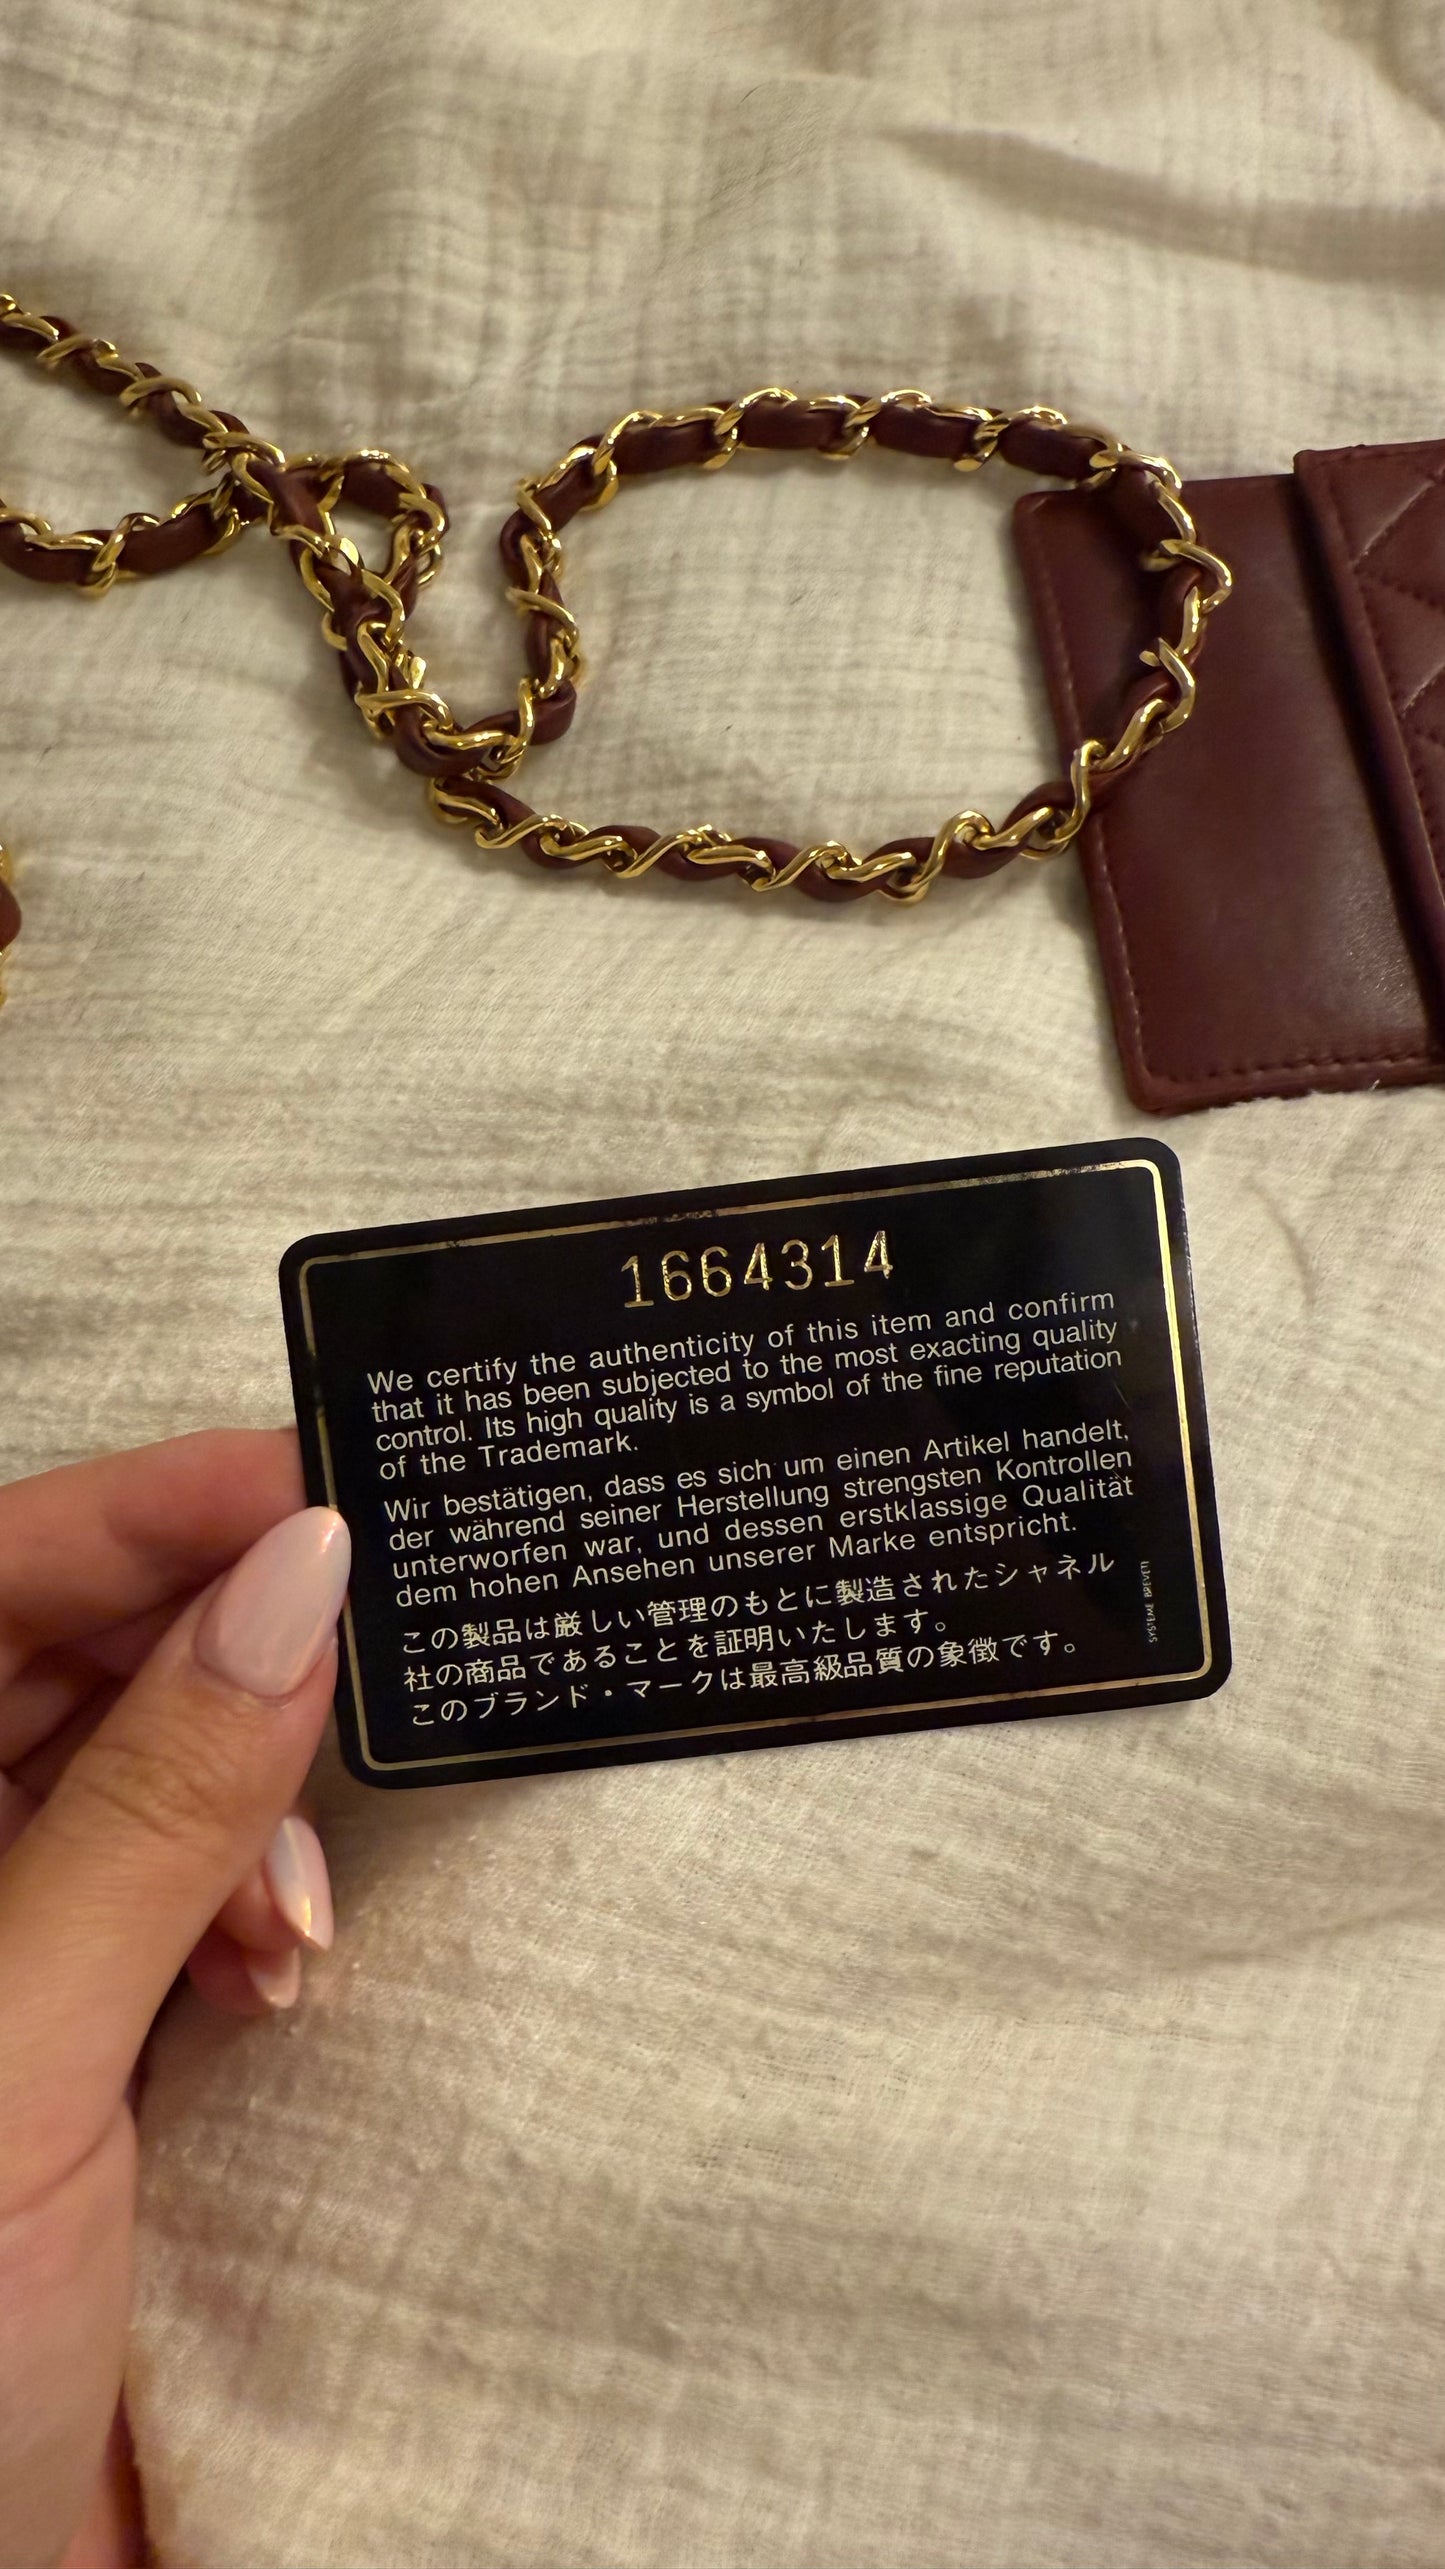 1664314
We certify the authenticity of this item and confirm
that it has been subjected to the most exacting quality
control. Its high quality is a symbol of the fine reputation
of the Trademark.
Wir bestätigen, dass es sich um einen Artikel handelt,
der während seiner Herstellung strengsten Kontrollen
unterworfen war, und dessen erstklassige Qualität
dem hohen Ansehen unserer Marke entspricht.
この製品は厳しい管理のもとに製造されたシャネル
社の商品であることを証明いたします。
このブランド・マークは最高級品質の象徴です。
SYSTEME BREVETE